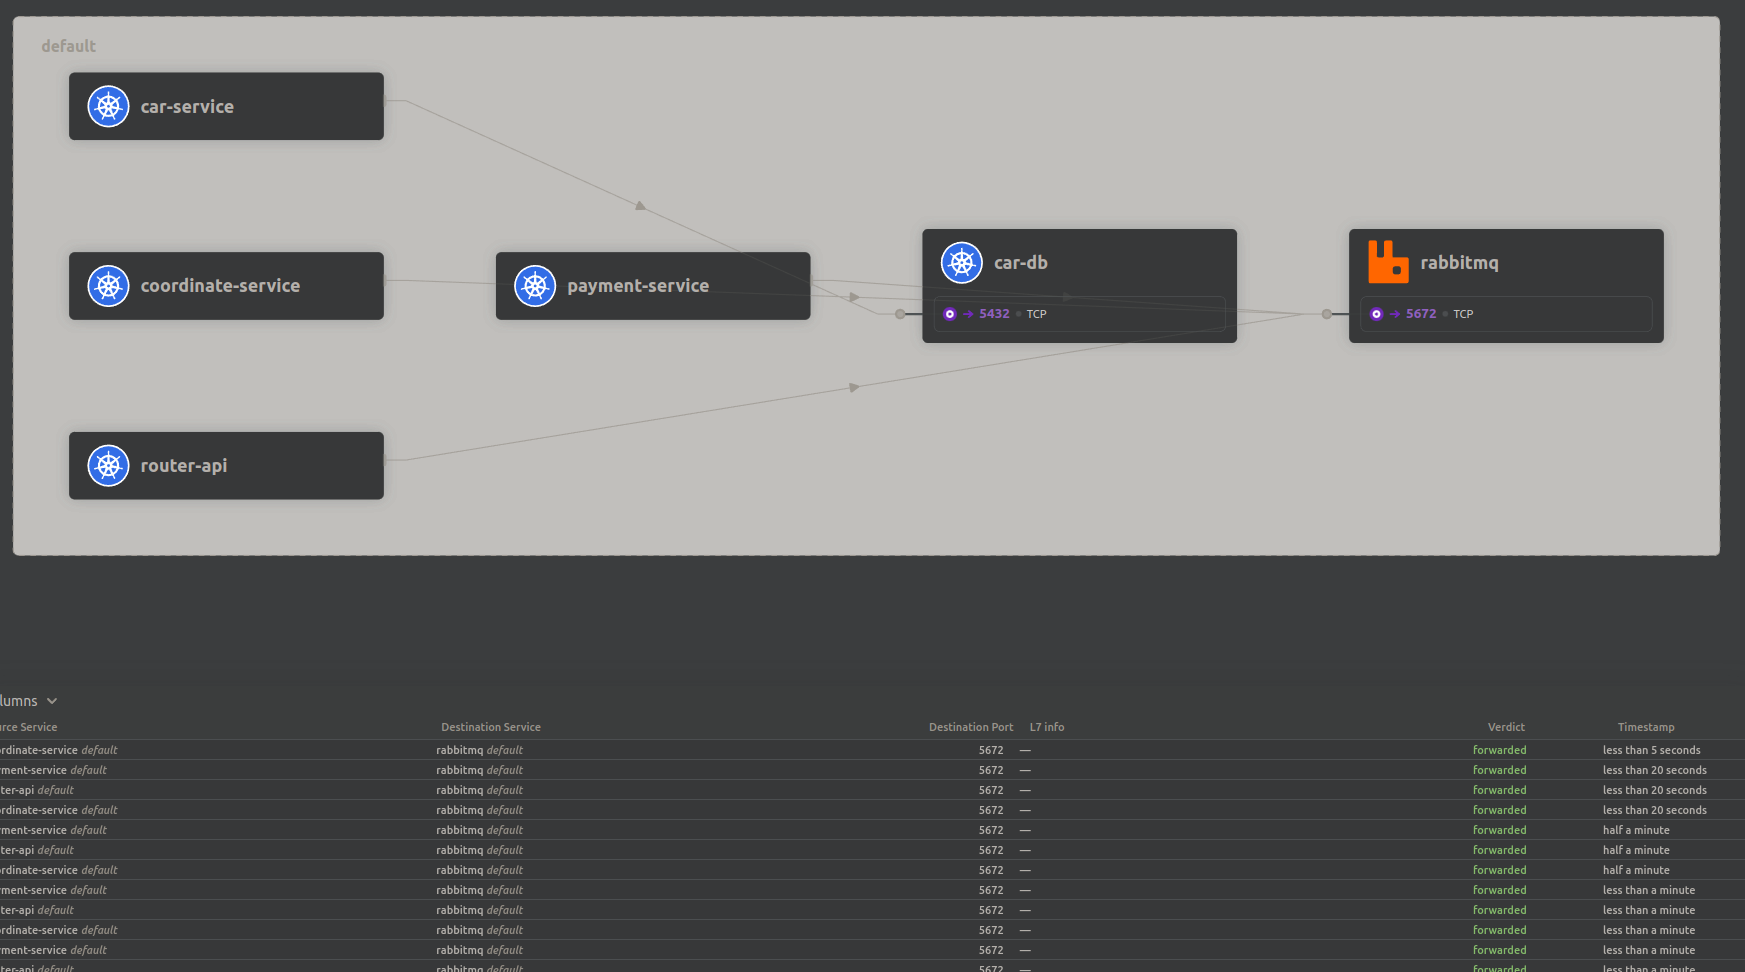 default
car-service
coordinate-service
payment-service
car-db
rabbitmq
→ 5432 • TCP
→ 5672 • TCP
router-api
lumns
urce Service Destination Service Destination Port L7 info Verdict Timestamp
rdinate-service default rabbitmq default 5672 — forwarded less than 5 seconds
ment-service default rabbitmq default 5672 — forwarded less than 20 seconds
ter-api default rabbitmq default 5672 — forwarded less than 20 seconds
rdinate-service default rabbitmq default 5672 — forwarded less than 20 seconds
ment-service default rabbitmq default 5672 — forwarded half a minute
ter-api default rabbitmq default 5672 — forwarded half a minute
rdinate-service default rabbitmq default 5672 — forwarded half a minute
ment-service default rabbitmq default 5672 — forwarded less than a minute
ter-api default rabbitmq default 5672 — forwarded less than a minute
rdinate-service default rabbitmq default 5672 — forwarded less than a minute
ment-service default rabbitmq default 5672 — forwarded less than a minute
ter-api default rabbitmq default 5672 — forwarded less than a minute